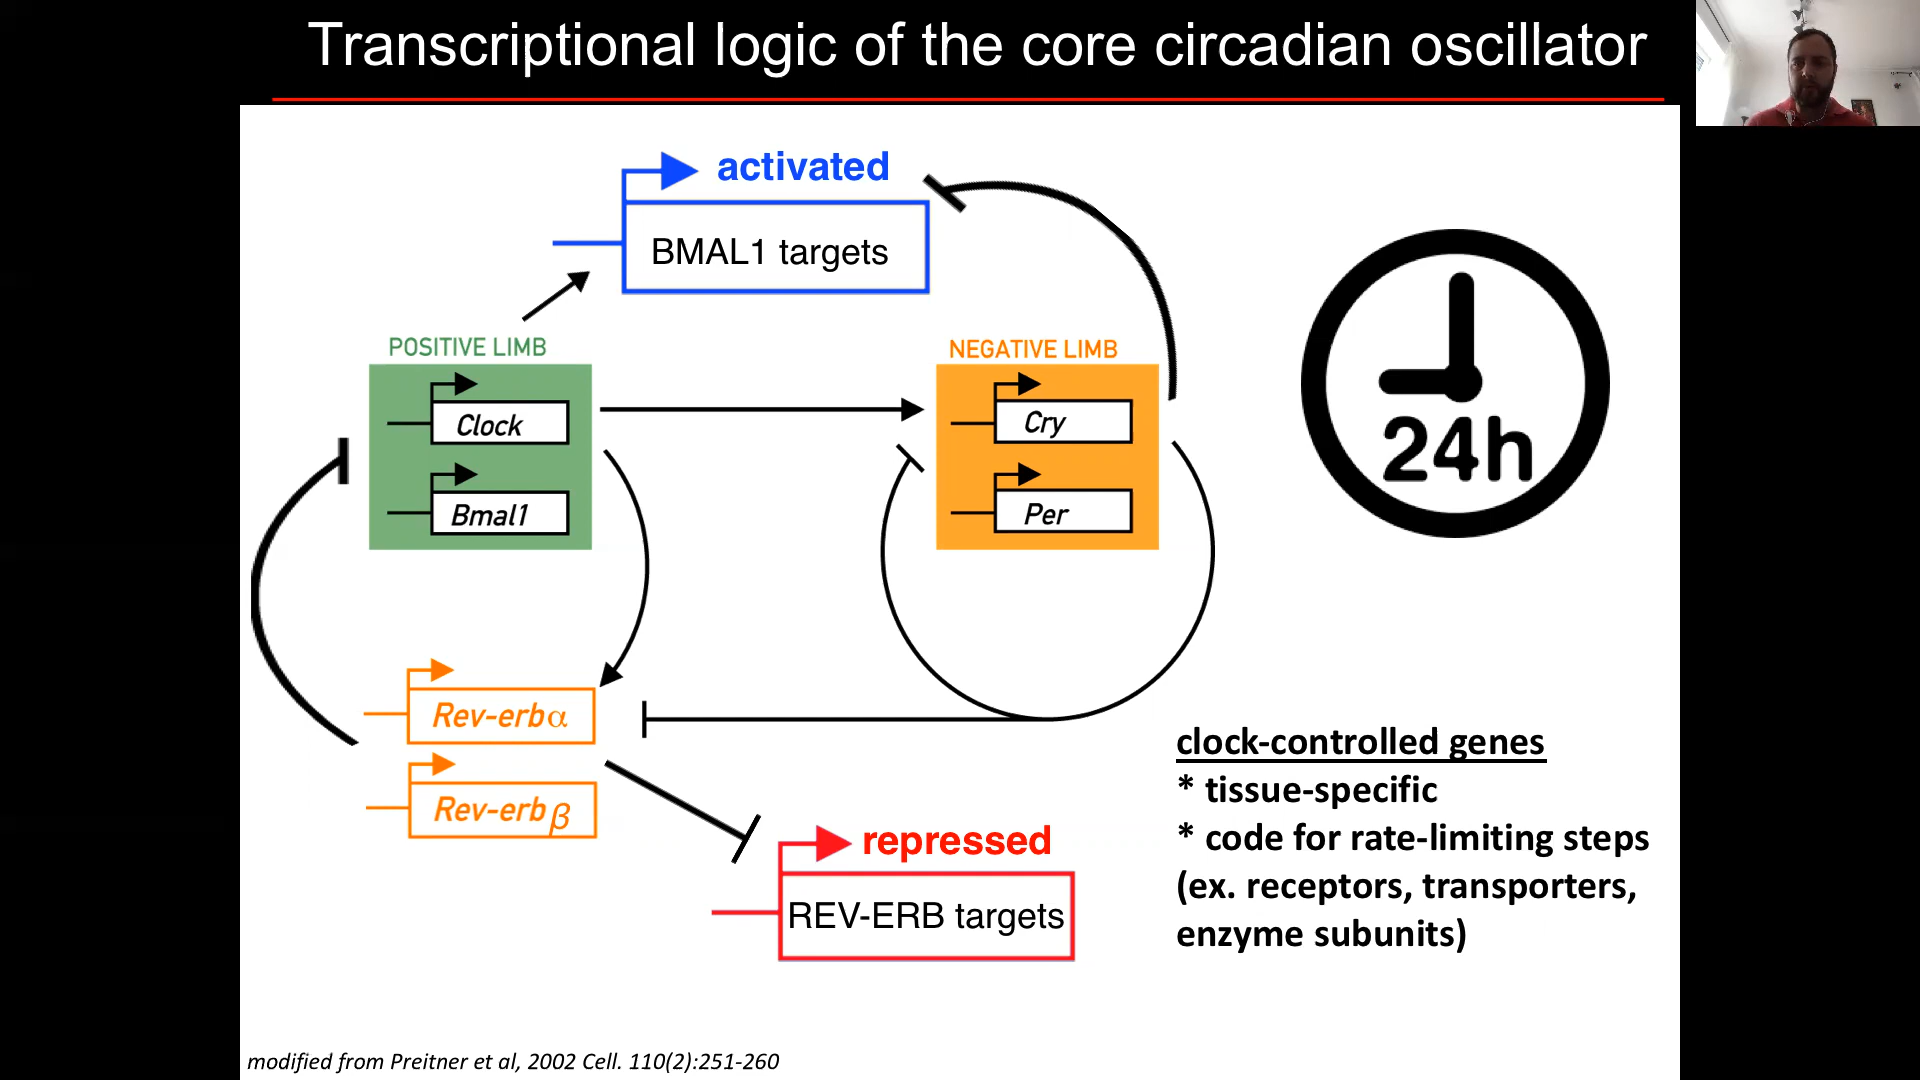 Transcriptional logic of the core circadian oscillator
activated
BMAL1 targets
POSITIVE LIMB
Clock
Bmal1
NEGATIVE LIMB
Cry
Per
24h
Rev-erbα
Rev-erbβ
repressed
REV-ERB targets
clock-controlled genes
* tissue-specific
* code for rate-limiting steps
(ex. receptors, transporters,
enzyme subunits)
modified from Preitner et al, 2002 Cell. 110(2):251-260